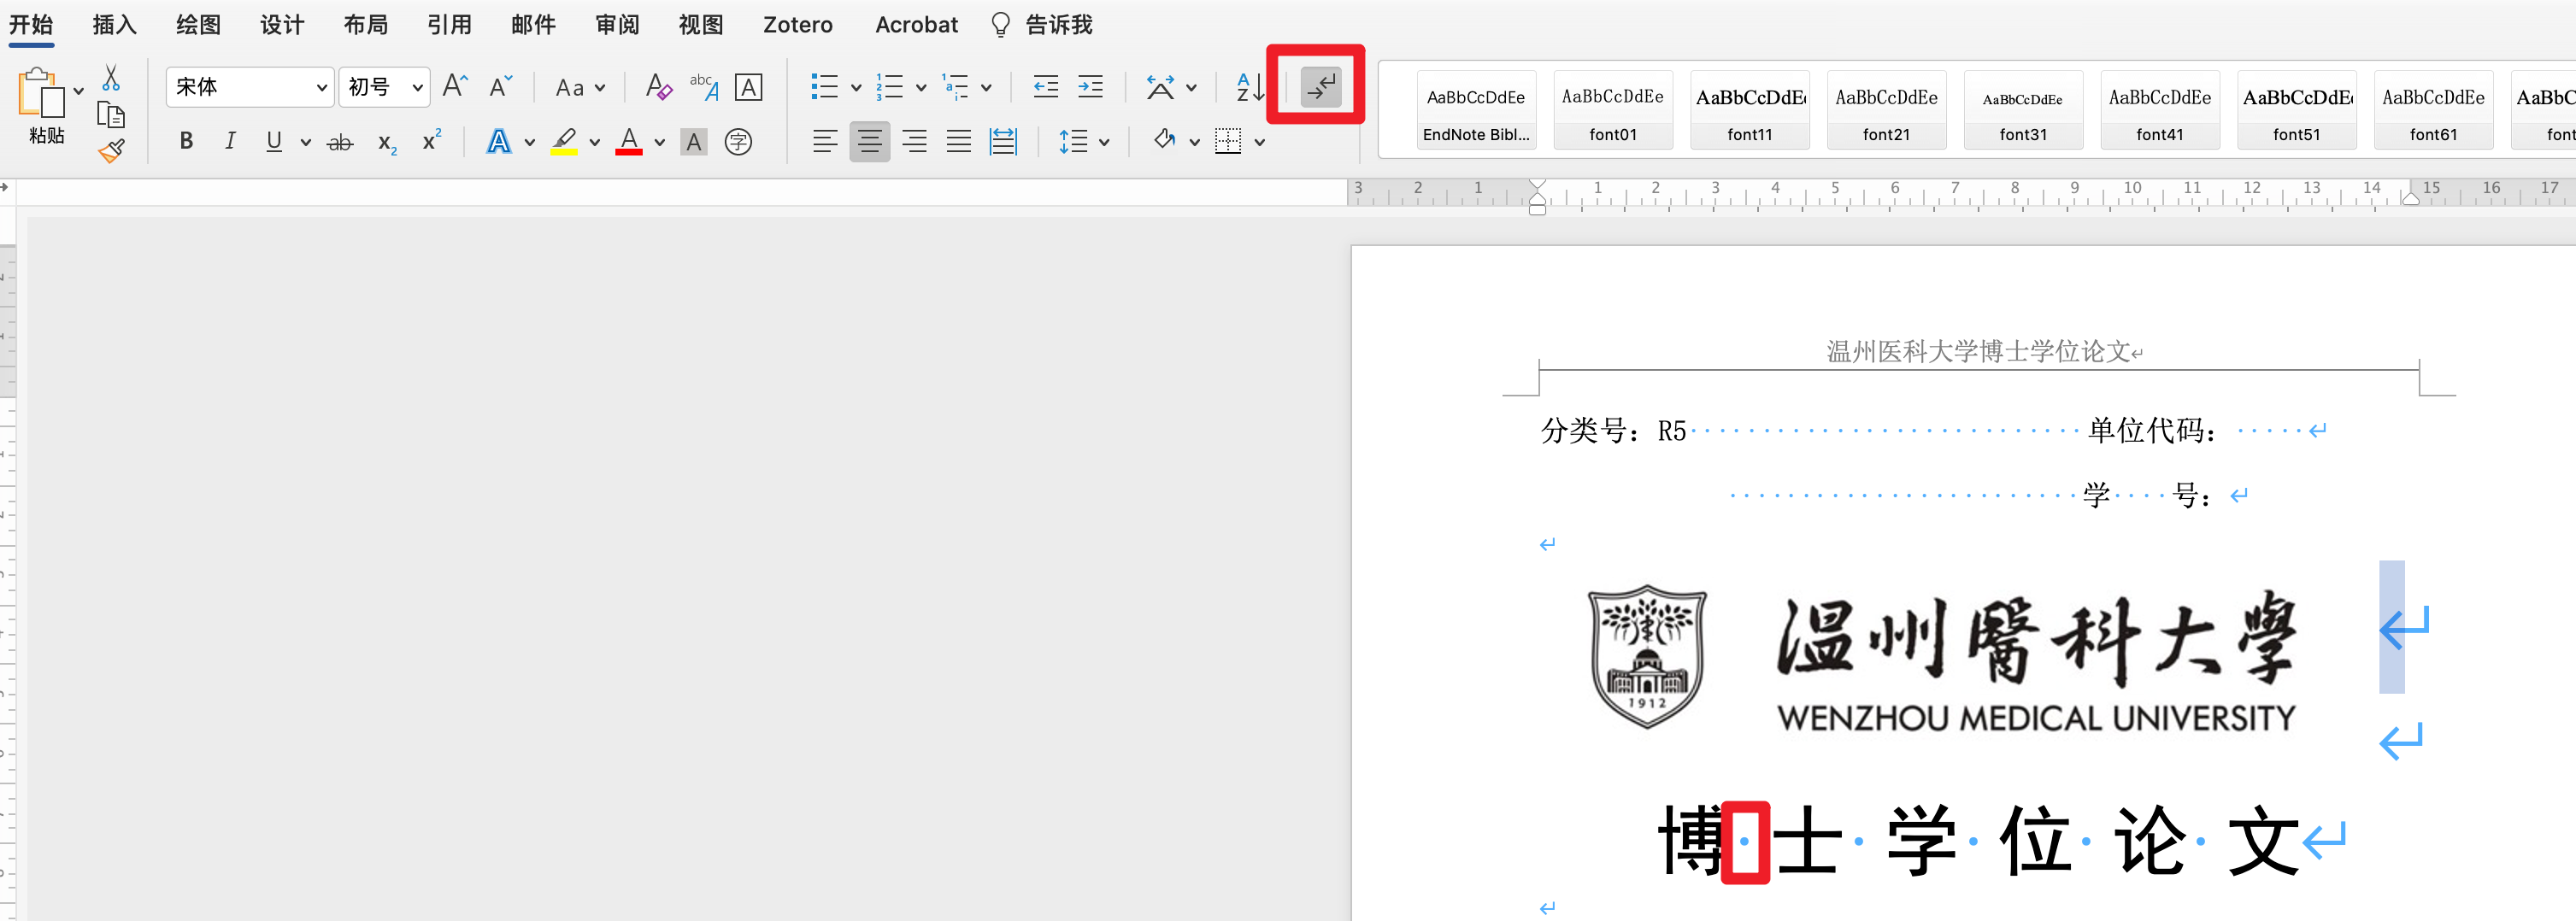 开始 插入 绘图 设计 布局 引用 邮件 审阅 视图 Zotero Acrobat 告诉我
粘贴
宋体 初号 A A Aa A abc A A
B I U ab x2 x2 A A A 字
AaBbCcDdEe AaBbCcDdEe AaBbCcDdE AaBbCcDdEe AaBbCcDdEe AaBbCcDdEe AaBbCcDdE AaBbCcDdEe AaBbC
EndNote Bibl... font01 font11 font21 font31 font41 font51 font61 font
3 2 1 1 2 3 4 5 6 7 8 9 10 11 12 13 14 15 16 17
温州医科大学博士学位论文
分类号：R5 单位代码：
学 号：
温州醫科大學
1912
WENZHOU MEDICAL UNIVERSITY
博 士 学 位 论 文